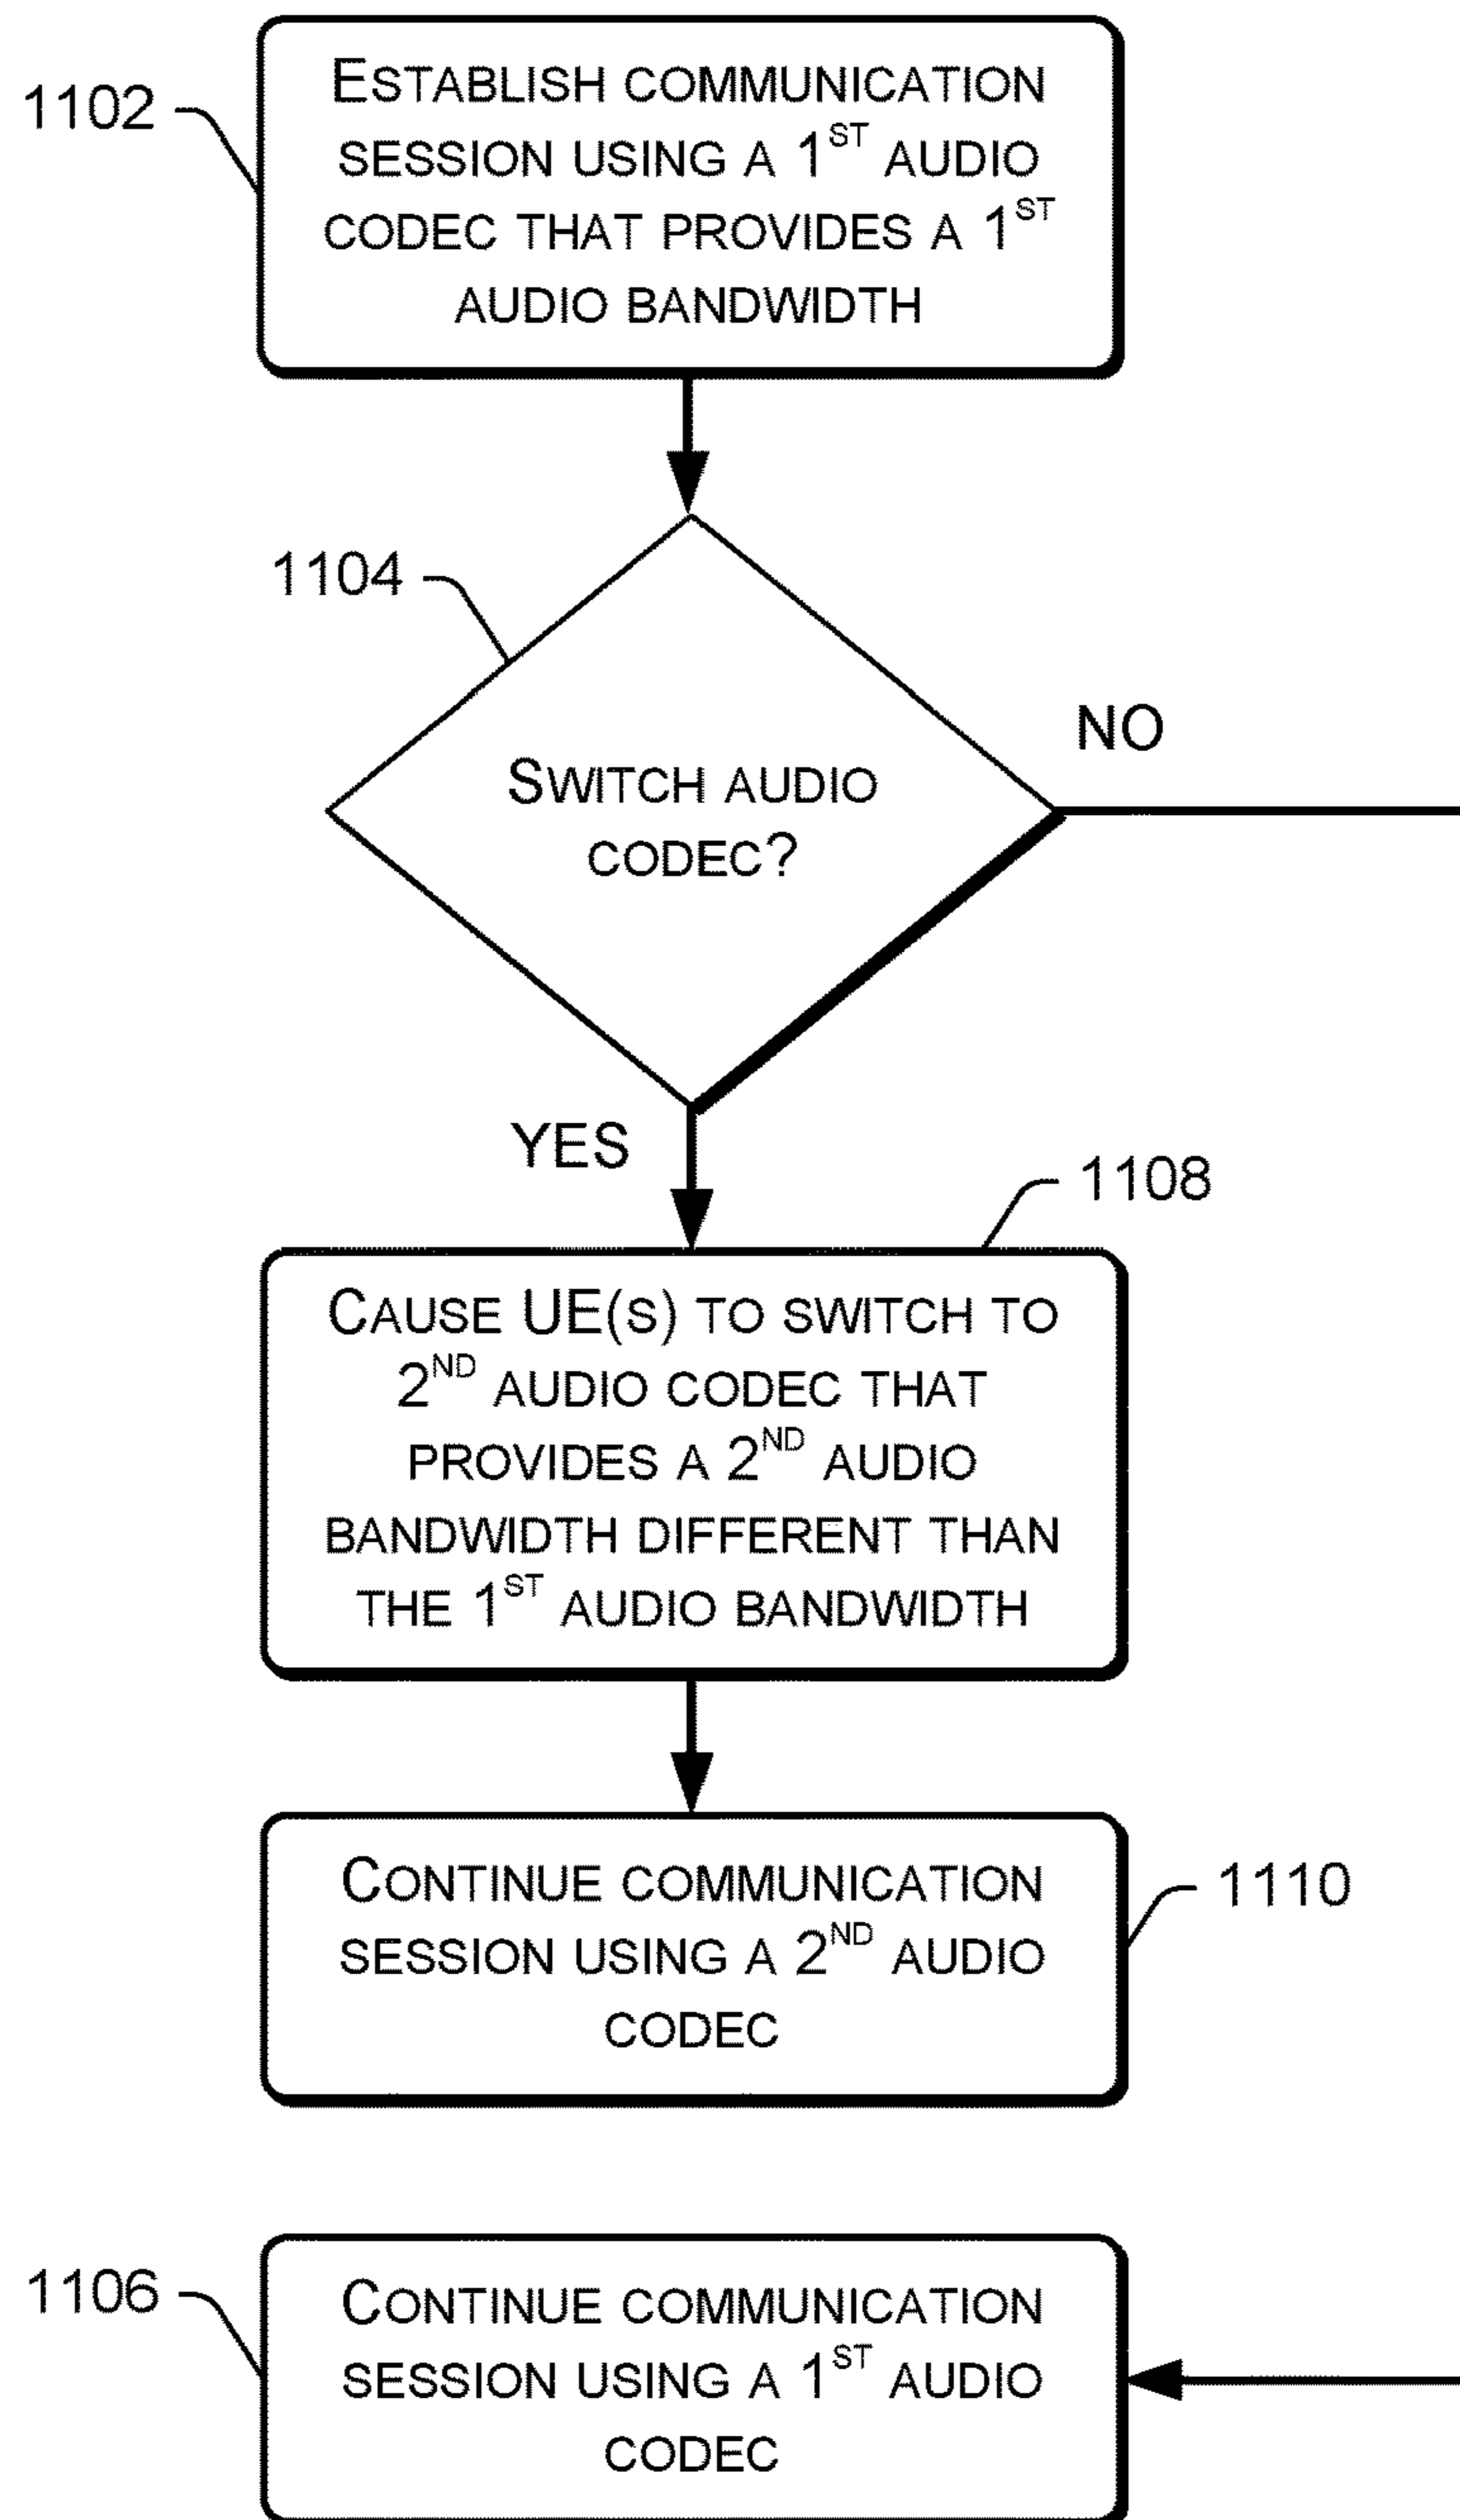 1102
ESTABLISH COMMUNICATION
SESSION USING A 1ST AUDIO
CODEC THAT PROVIDES A 1ST
AUDIO BANDWIDTH
1104
SWITCH AUDIO
CODEC?
NO
YES
1108
CAUSE UE(S) TO SWITCH TO
2ND AUDIO CODEC THAT
PROVIDES A 2ND AUDIO
BANDWIDTH DIFFERENT THAN
THE 1ST AUDIO BANDWIDTH
CONTINUE COMMUNICATION
SESSION USING A 2ND AUDIO
CODEC
1110
1106
CONTINUE COMMUNICATION
SESSION USING A 1ST AUDIO
CODEC